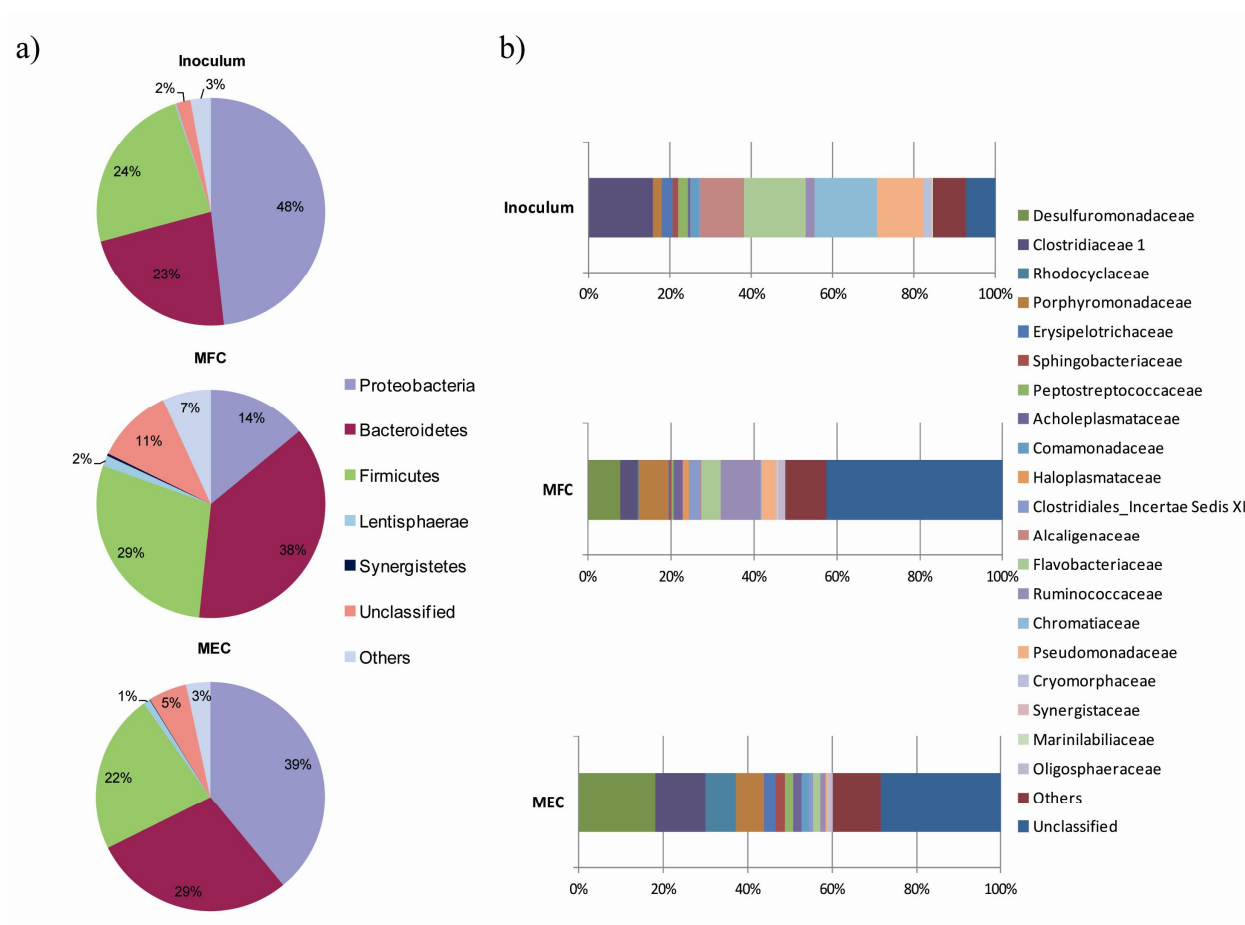 a)
Inoculum
2%
3%
24%
48%
23%
MFC
7%
14%
11%
2%
29%
38%
Proteobacteria
Bacteroidetes
Firmicutes
Lentisphaerae
Synergistetes
Unclassified
Others
MEC
1%
5%
3%
22%
39%
29%
b)
Inoculum
0% 20% 40% 60% 80% 100%
MFC
0% 20% 40% 60% 80% 100%
MEC
0% 20% 40% 60% 80% 100%
Desulfuromonadaceae
Clostridiaceae 1
Rhodocyclaceae
Porphyromonadaceae
Erysipelotrichaceae
Sphingobacteriaceae
Peptostreptococcaceae
Acholeplasmataceae
Comamonadaceae
Haloplasmataceae
Clostridiales_Incertae Sedis XI
Alcaligenaceae
Flavobacteriaceae
Ruminococcaceae
Chromatiaceae
Pseudomonadaceae
Cryomorphaceae
Synergistaceae
Marinilabiliaceae
Oligosphaeraceae
Others
Unclassified